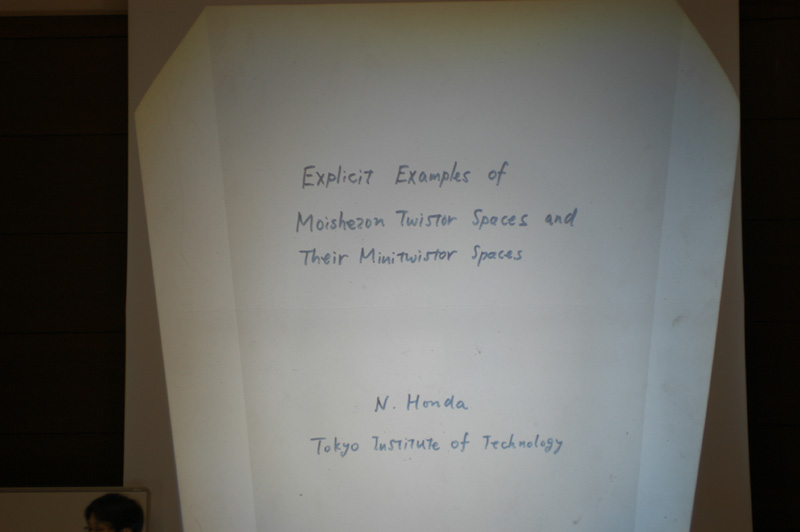 Explicit Examples of
Moishezon Twistor Spaces and
Their Minitwistor Spaces
N. Honda
Tokyo Institute of Technology